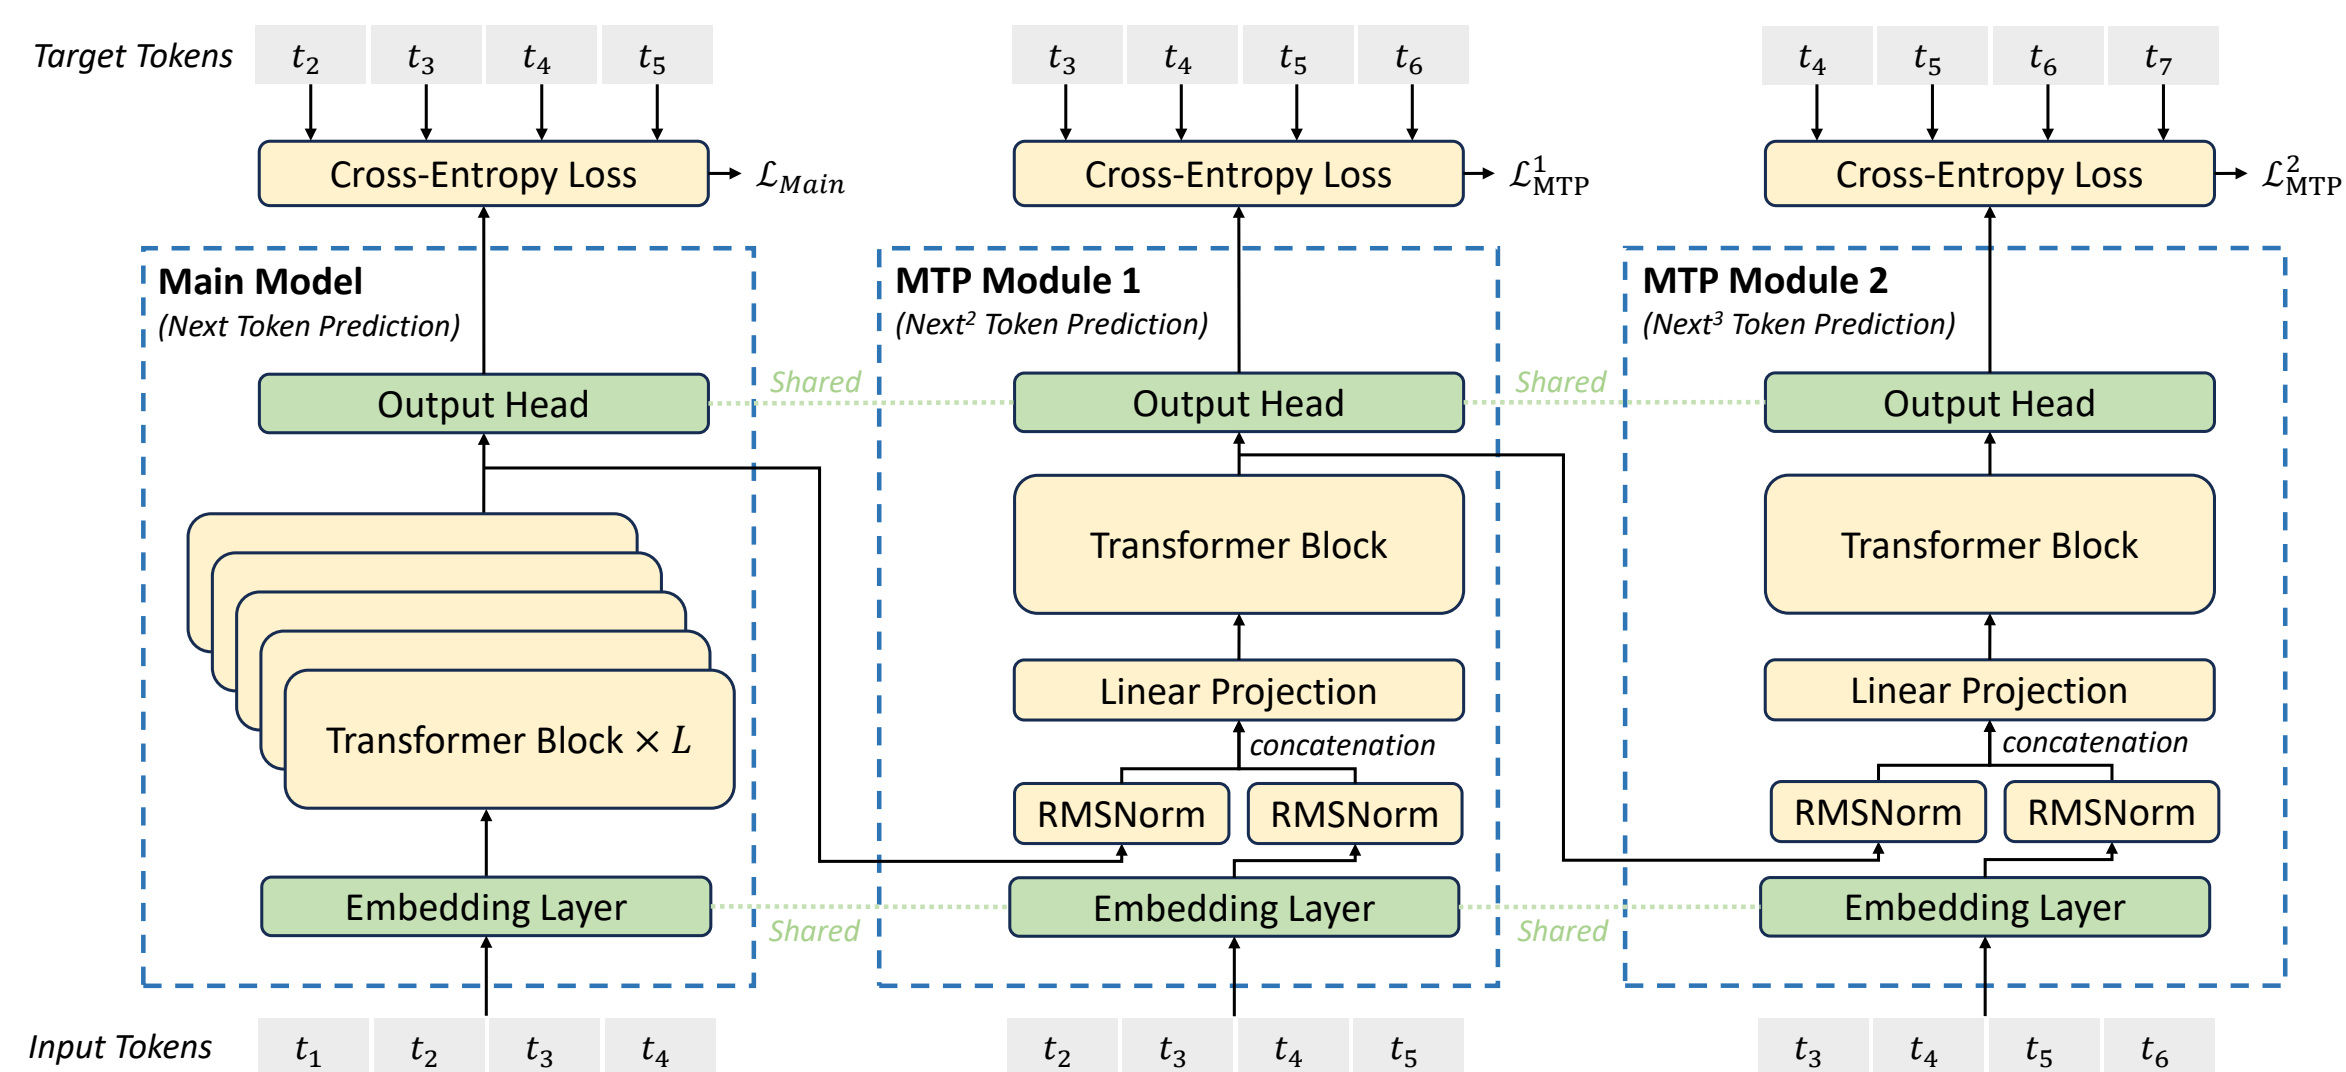 Target Tokens t₂ t₃ t₄ t₅ t₃ t₄ t₅ t₆ t₄ t₅ t₆ t₇
Cross-Entropy Loss ℒ_Main Cross-Entropy Loss ℒ¹_MTP Cross-Entropy Loss ℒ²_MTP
Main Model
(Next Token Prediction)
MTP Module 1
(Next² Token Prediction)
MTP Module 2
(Next³ Token Prediction)
Output Head Shared Output Head Shared Output Head
Transformer Block × L
Transformer Block
Transformer Block
Linear Projection
Linear Projection
concatenation
concatenation
RMSNorm RMSNorm
RMSNorm RMSNorm
Embedding Layer Shared Embedding Layer Shared Embedding Layer
Input Tokens t₁ t₂ t₃ t₄ t₂ t₃ t₄ t₅ t₃ t₄ t₅ t₆